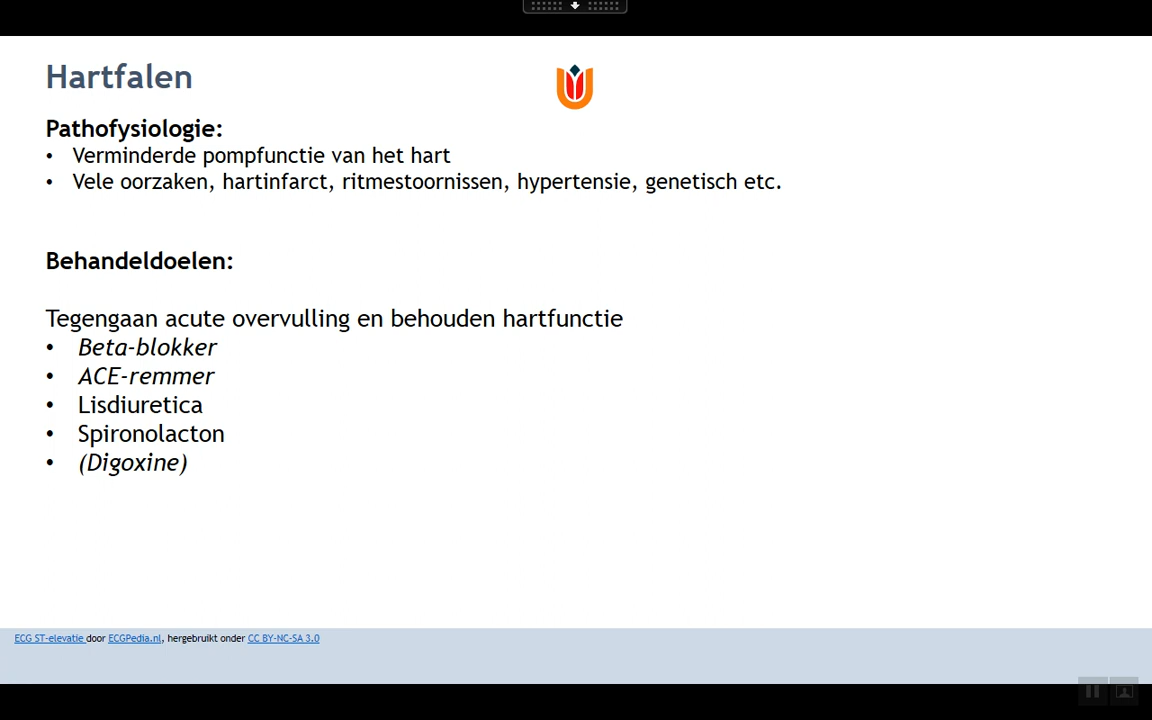 Hartfalen
Pathofysiologie:
• Verminderde pompfunctie van het hart
• Vele oorzaken, hartinfarct, ritmestoornissen, hypertensie, genetisch etc.
Behandeldoelen:
Tegengaan acute overvulling en behouden hartfunctie
• Beta-blokker
• ACE-remmer
• Lisdiuretica
• Spironolacton
• (Digoxine)
ECG ST-elevatie door ECGPedia.nl, hergebruikt onder CC BY-NC-SA 3.0